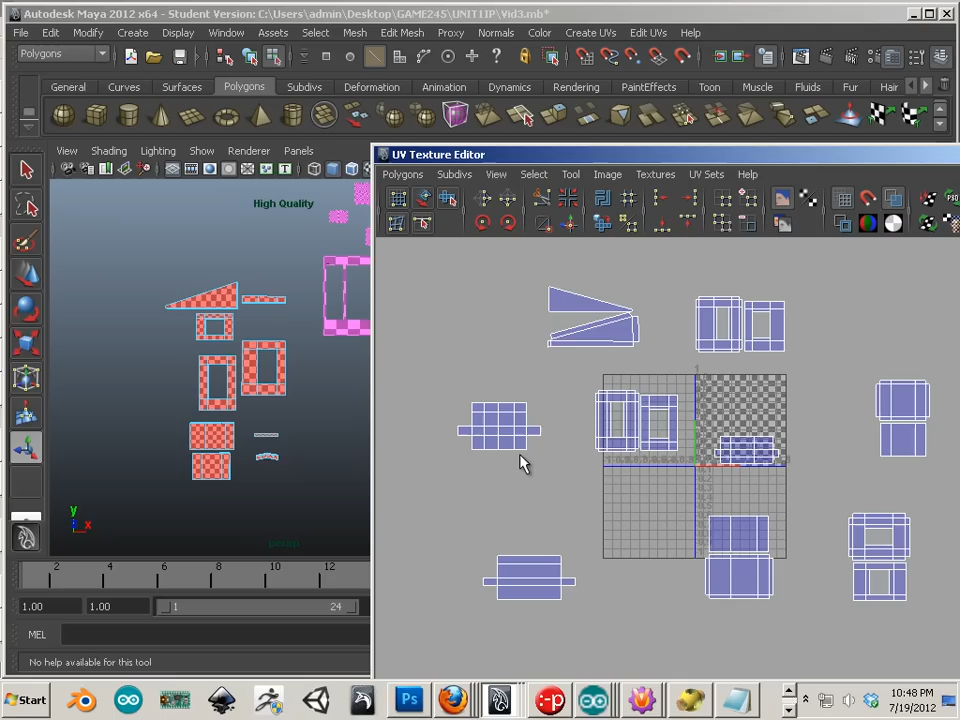 Autodesk Maya 2012 x64 - Student Version: C:\Users\admin\Desktop\GAME245\UNIT1IP\Vid3.mb*
File Edit Modify Create Display Window Assets Select Mesh Edit Mesh Proxy Normals Color Create UVs Edit UVs Help
Polygons
General Curves Surfaces Polygons Subdivs Deformation Animation Dynamics Rendering PaintEffects Toon Muscle Fluids Fur Hair
View Shading Lighting Show Renderer Panels
UV Texture Editor
Polygons Subdivs View Select Tool Image Textures UV Sets Help
PSD
High Quality
y
x
persp
2 4 6 8 10 12
1.00 1.00 1 24
MEL
No help available for this tool
Start
Ps
10:48 PM
7/19/2012